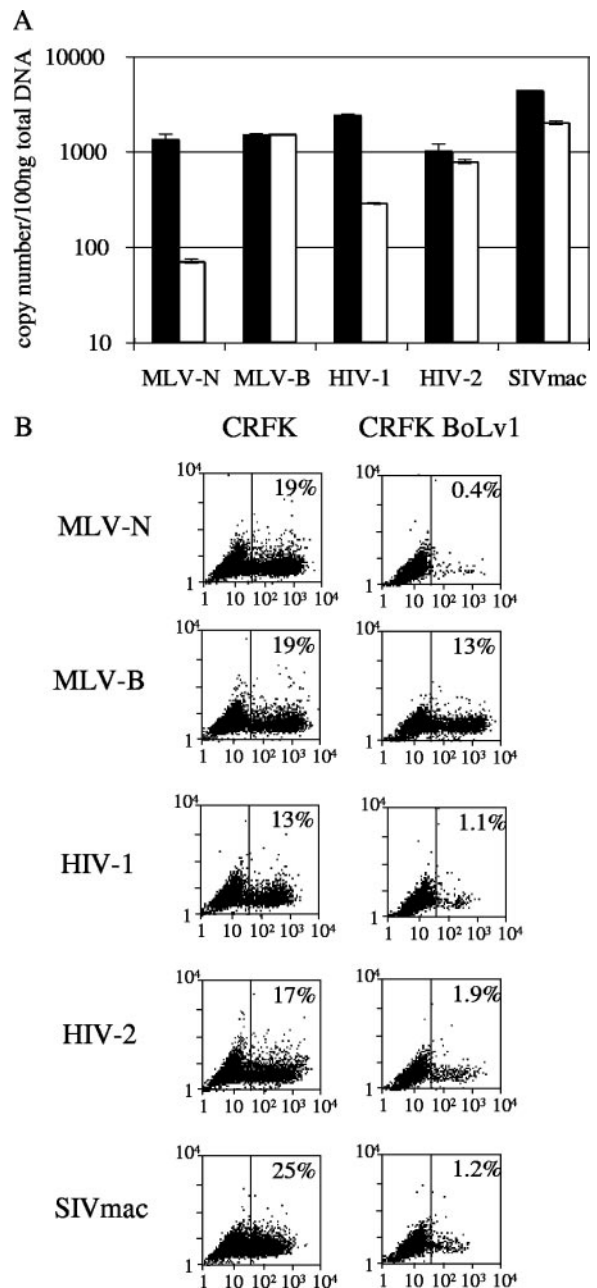 A
copy number/100ng total DNA
10000
1000
100
10
MLV-N MLV-B HIV-1 HIV-2 SIVmac
B CRFK CRFK BoLv1
MLV-N
10⁴ 19%
1
1 10 10² 10³ 10⁴
10⁴ 0.4%
1
1 10 10² 10³ 10⁴
MLV-B
10⁴ 19%
1
1 10 10² 10³ 10⁴
10⁴ 13%
1
1 10 10² 10³ 10⁴
HIV-1
10⁴ 13%
1
1 10 10² 10³ 10⁴
10⁴ 1.1%
1
1 10 10² 10³ 10⁴
HIV-2
10⁴ 17%
1
1 10 10² 10³ 10⁴
10⁴ 1.9%
1
1 10 10² 10³ 10⁴
SIVmac
10⁴ 25%
1
1 10 10² 10³ 10⁴
10⁴ 1.2%
1
1 10 10² 10³ 10⁴